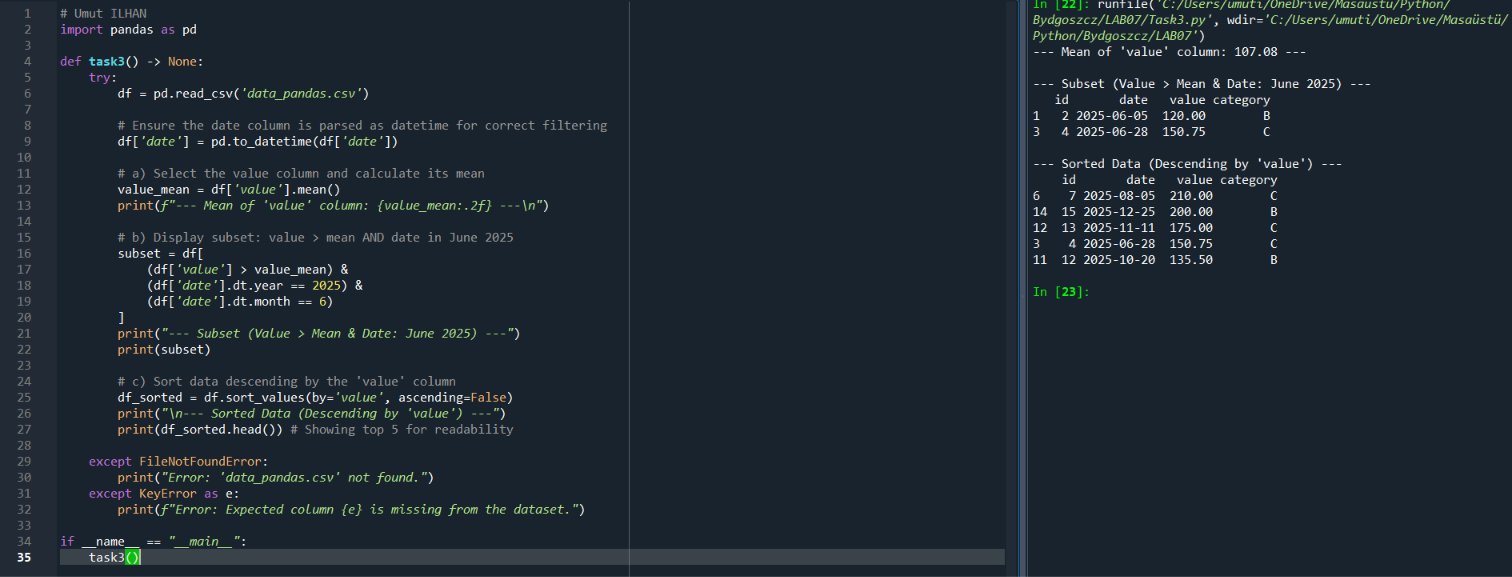 1 # Umut ILHAN
2 import pandas as pd
3
4 def task3() -> None:
5     try:
6         df = pd.read_csv('data_pandas.csv')
7
8         # Ensure the date column is parsed as datetime for correct filtering
9         df['date'] = pd.to_datetime(df['date'])
10
11         # a) Select the value column and calculate its mean
12         value_mean = df['value'].mean()
13         print(f"--- Mean of 'value' column: {value_mean:.2f} ---\n")
14
15         # b) Display subset: value > mean AND date in June 2025
16         subset = df[
17             (df['value'] > value_mean) &
18             (df['date'].dt.year == 2025) &
19             (df['date'].dt.month == 6)
20         ]
21         print("--- Subset (Value > Mean & Date: June 2025) ---")
22         print(subset)
23
24         # c) Sort data descending by the 'value' column
25         df_sorted = df.sort_values(by='value', ascending=False)
26         print("\n--- Sorted Data (Descending by 'value') ---")
27         print(df_sorted.head()) # Showing top 5 for readability
28
29     except FileNotFoundError:
30         print("Error: 'data_pandas.csv' not found.")
31     except KeyError as e:
32         print(f"Error: Expected column {e} is missing from the dataset.")
33
34 if __name__ == "__main__":
35     task3()
In [22]: runfile('C:/Users/umuti/OneDrive/Masaüstü/Python/
Bydgoszcz/LAB07/Task3.py', wdir='C:/Users/umuti/OneDrive/Masaüstü/
Python/Bydgoszcz/LAB07')
--- Mean of 'value' column: 107.08 ---

--- Subset (Value > Mean & Date: June 2025) ---
   id       date   value category
1   2 2025-06-05  120.00        B
3   4 2025-06-28  150.75        C

--- Sorted Data (Descending by 'value') ---
    id       date   value category
6    7 2025-08-05  210.00        C
14  15 2025-12-25  200.00        B
12  13 2025-11-11  175.00        C
3    4 2025-06-28  150.75        C
11  12 2025-10-20  135.50        B

In [23]: